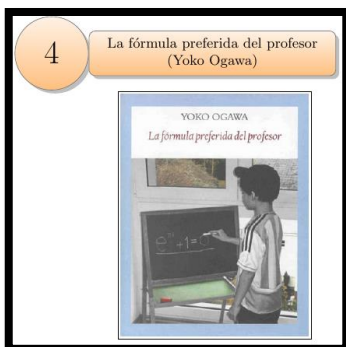 4
La fórmula preferida del profesor
(Yoko Ogawa)
YOKO OGAWA
La fórmula preferida del profesor